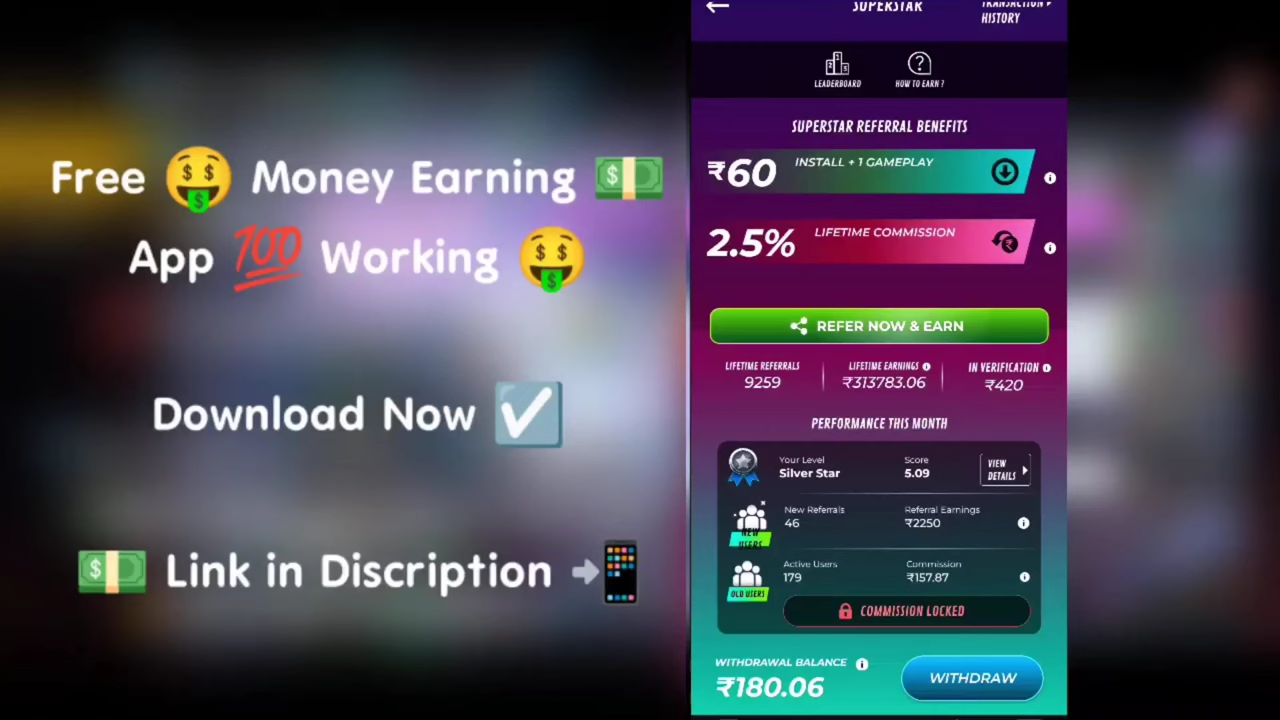 Free Money Earning
App 💯 Working
Download Now
Link in Discription
SUPERSTAR
TRANSACTION
HISTORY
LEADERBOARD
HOW TO EARN ?
SUPERSTAR REFERRAL BENEFITS
₹60 INSTALL + 1 GAMEPLAY
2.5% LIFETIME COMMISSION
REFER NOW & EARN
LIFETIME REFERRALS
9259
LIFETIME EARNINGS
₹313783.06
IN VERIFICATION
₹420
PERFORMANCE THIS MONTH
Your Level
Silver Star
Score
5.09
VIEW
DETAILS
NEW
USERS
New Referrals
46
Referral Earnings
₹2250
OLD USERS
Active Users
179
Commission
₹157.87
COMMISSION LOCKED
WITHDRAWAL BALANCE
₹180.06
WITHDRAW